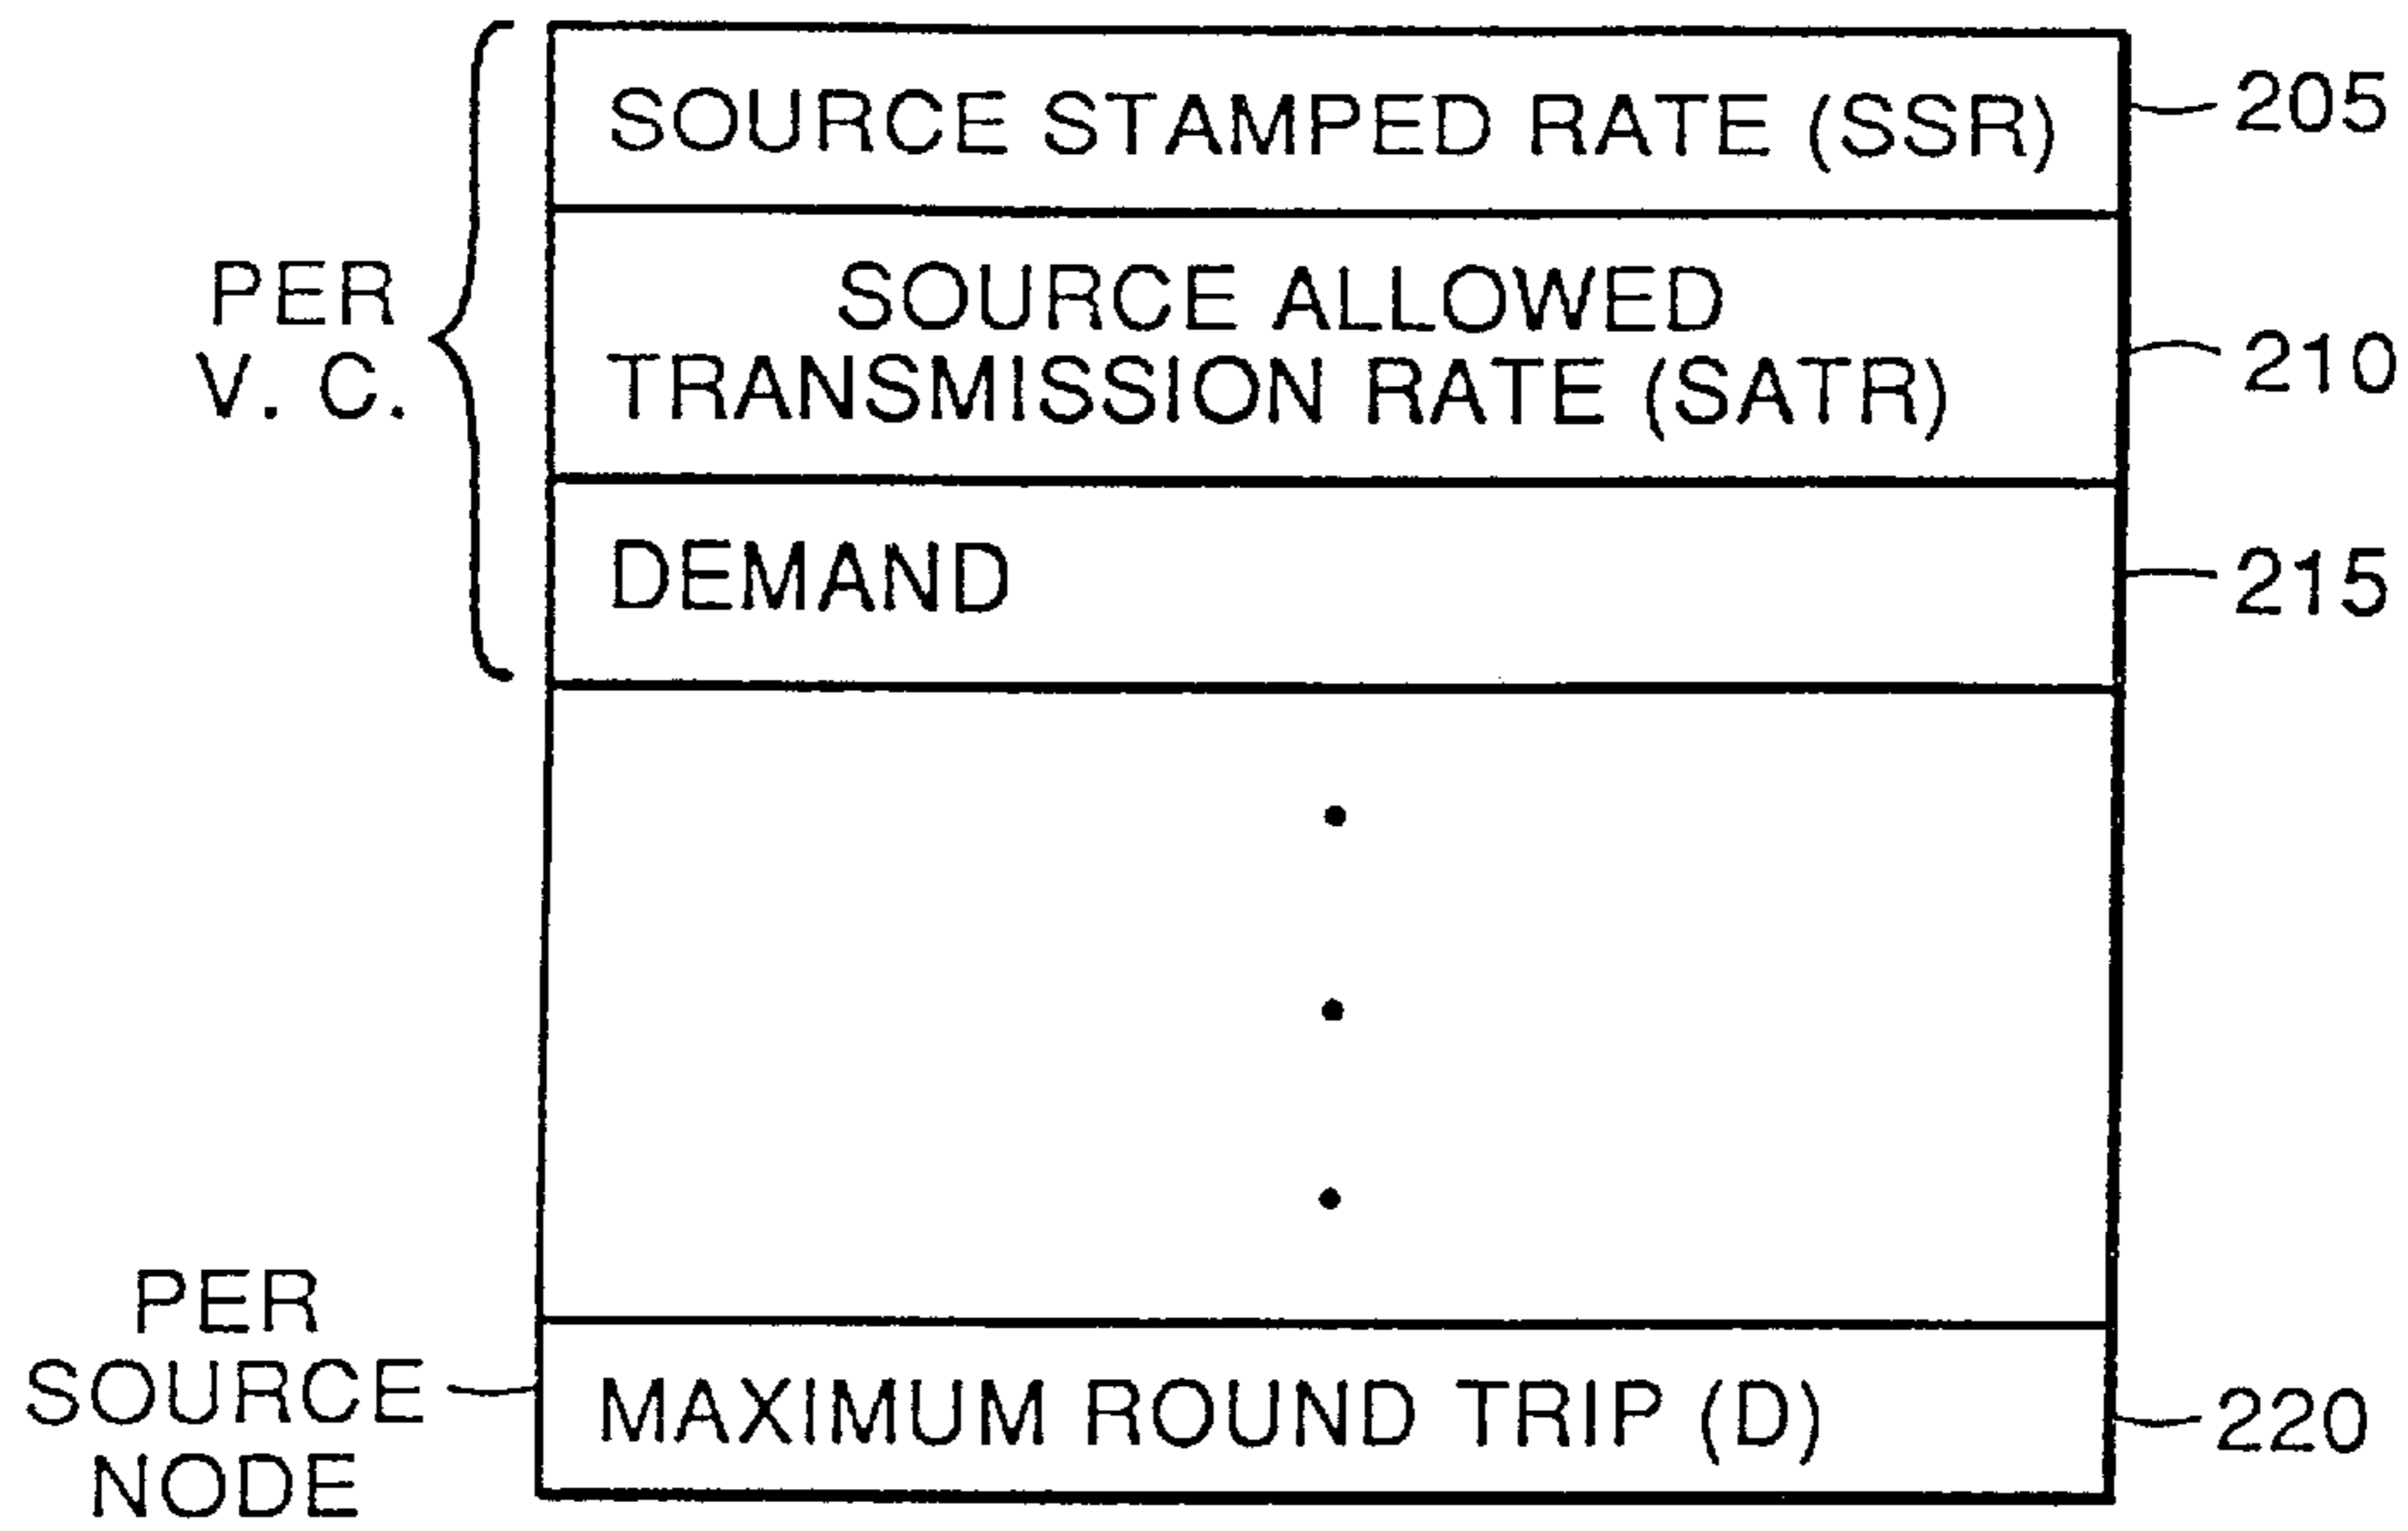 SOURCE STAMPED RATE (SSR)
205
PER
V. C.
SOURCE ALLOWED
TRANSMISSION RATE (SATR)
210
DEMAND
215
PER
SOURCE
NODE
MAXIMUM ROUND TRIP (D)
220